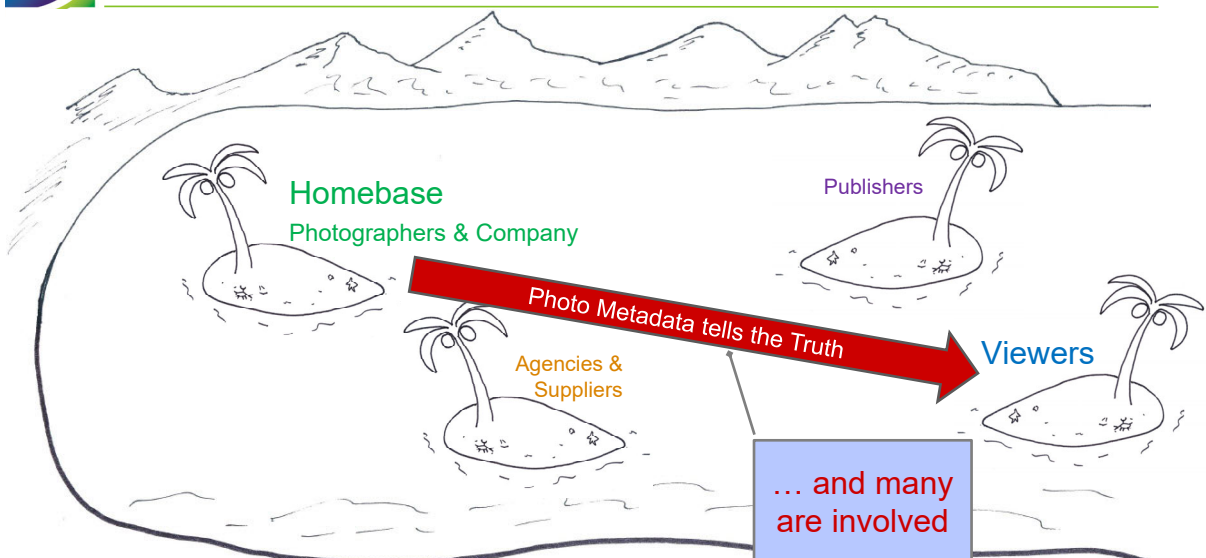 Homebase
Photographers & Company
Publishers
Photo Metadata tells the Truth
Agencies &
Suppliers
Viewers
… and many
are involved